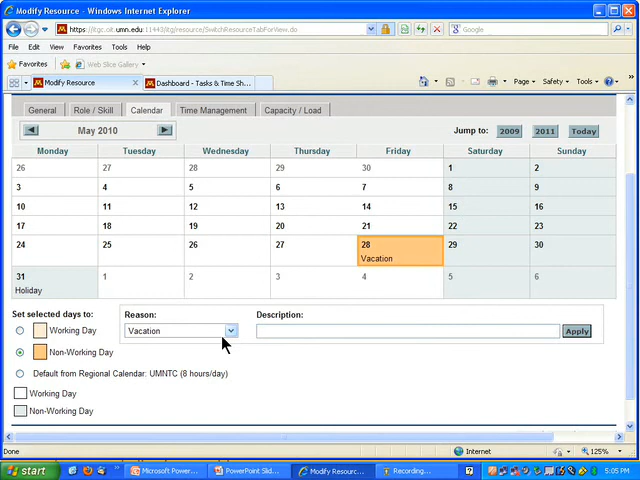 Modify Resource - Windows Internet Explorer
https://itgc.oit.umn.edu:11443/itg/resource/SwitchResourceTabForView.do
Google
File Edit View Favorites Tools Help
Favorites Web Slice Gallery
Modify Resource Dashboard - Tasks & Time Sh... Page Safety Tools
General Role / Skill Calendar Time Management Capacity / Load
May 2010 Jump to: 2009 2011 Today
Monday Tuesday Wednesday Thursday Friday Saturday Sunday
26 27 28 29 30 1 2
3 4 5 6 7 8 9
10 11 12 13 14 15 16
17 18 19 20 21 22 23
24 25 26 27 28 29 30
Vacation
31 1 2 3 4 5 6
Holiday
Set selected days to: Reason: Description:
Working Day Vacation Apply
Non-Working Day
Default from Regional Calendar: UMNTC (8 hours/day)
Working Day
Non-Working Day
Done Internet 125%
start Microsoft Power... PowerPoint Slid... Modify Resourc... Recording... 5:05 PM